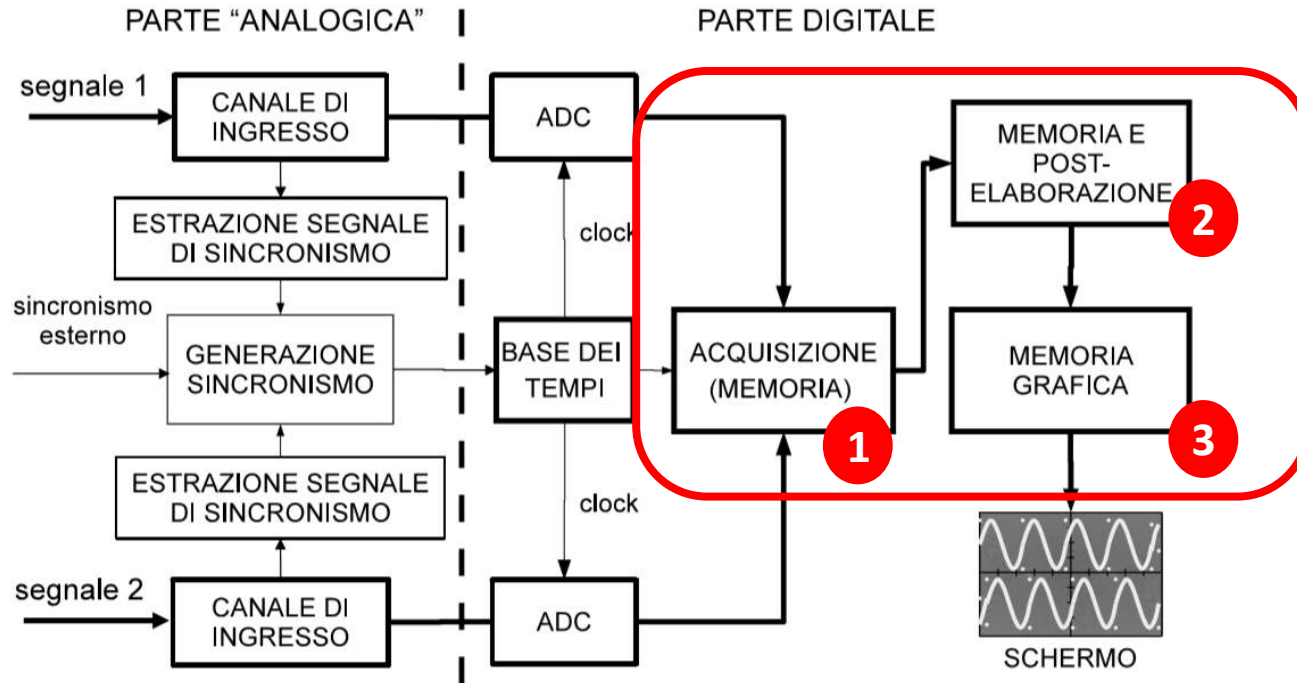 PARTE “ANALOGICA”
PARTE DIGITALE
segnale 1
CANALE DI
INGRESSO
ADC
MEMORIA E
POST-
ELABORAZIONE
2
ESTRAZIONE SEGNALE
DI SINCRONISMO
clock
sincronismo
esterno
GENERAZIONE
SINCRONISMO
BASE DEI
TEMPI
ACQUISIZIONE
(MEMORIA)
1
MEMORIA
GRAFICA
3
ESTRAZIONE SEGNALE
DI SINCRONISMO
clock
segnale 2
CANALE DI
INGRESSO
ADC
SCHERMO